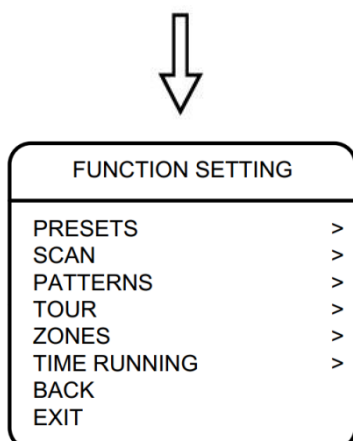 FUNCTION SETTING
PRESETS >
SCAN >
PATTERNS >
TOUR >
ZONES >
TIME RUNNING >
BACK
EXIT